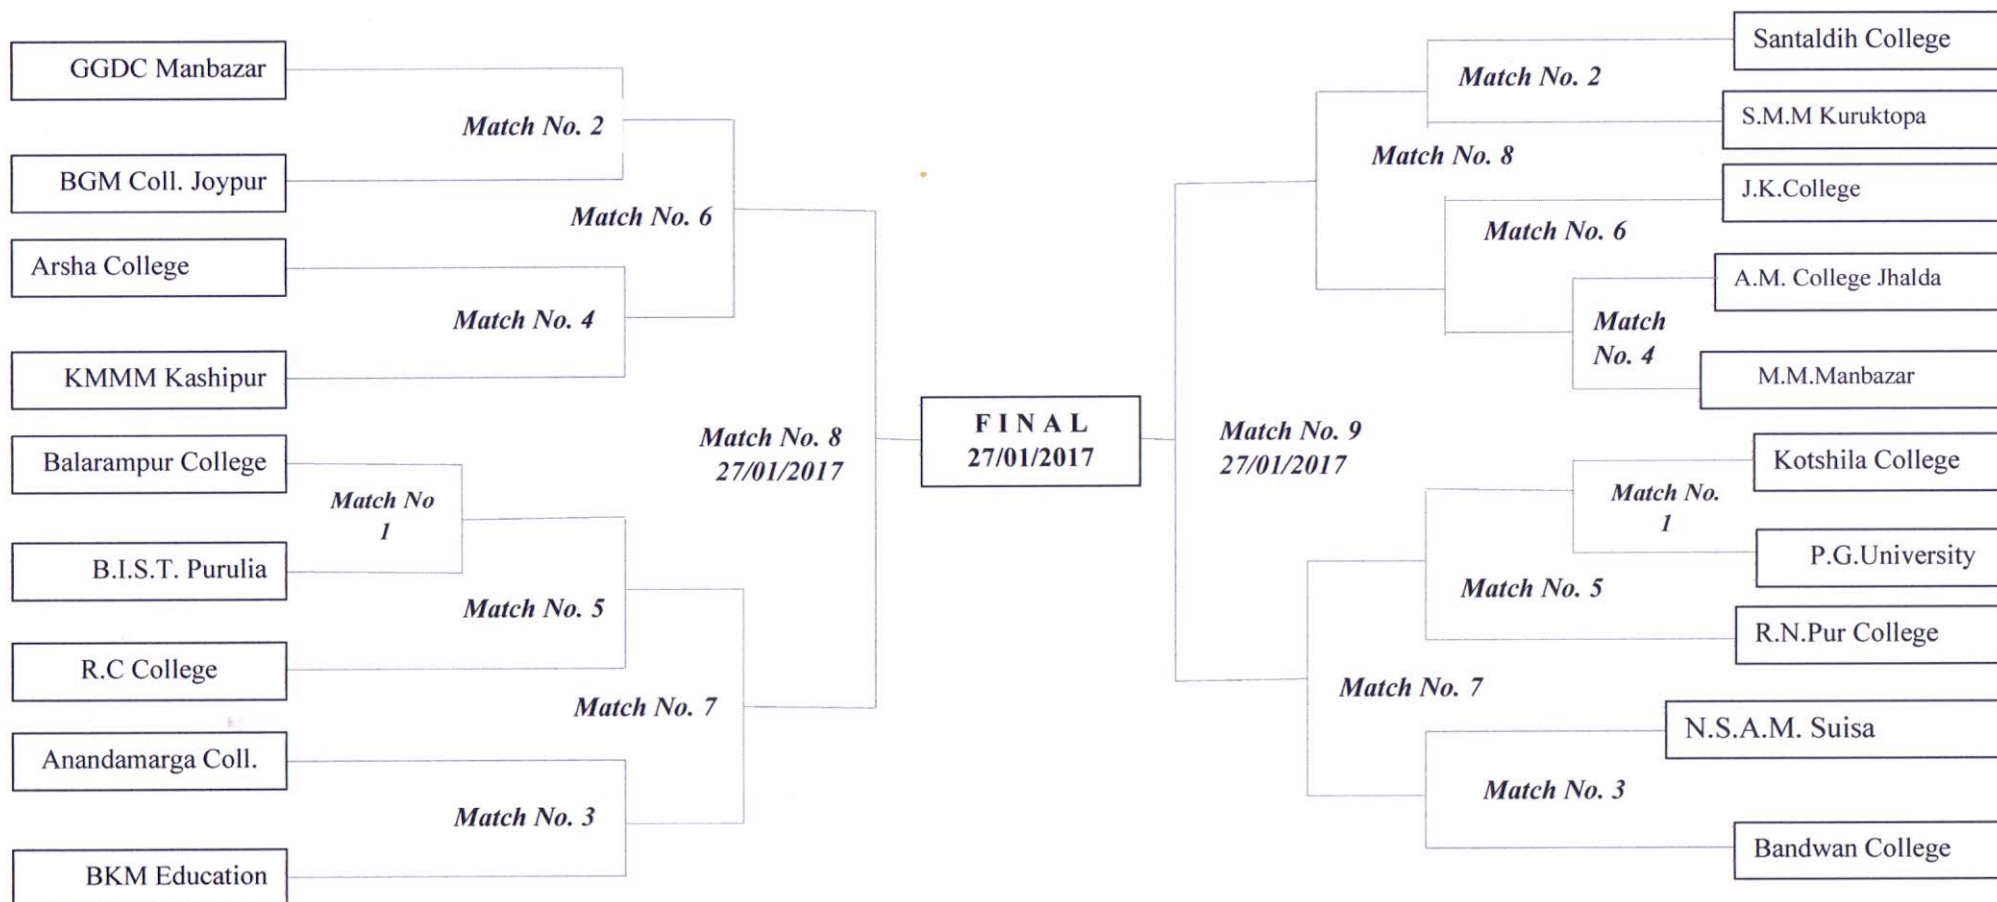 GGDC Manbazar
Match No. 2
BGM Coll. Joypur
Match No. 6
Arsha College
Match No. 4
KMMM Kashipur
Match No. 8
27/01/2017
Balarampur College
Match No
1
B.I.S.T. Purulia
Match No. 5
R.C College
Match No. 7
Anandamarga Coll.
Match No. 3
BKM Education
F I N A L
27/01/2017
Santaldih College
Match No. 2
S.M.M Kuruktopa
Match No. 8
J.K.College
Match No. 6
A.M. College Jhalda
Match
No. 4
M.M.Manbazar
Match No. 9
27/01/2017
Kotshila College
Match No.
1
P.G.University
Match No. 5
R.N.Pur College
Match No. 7
N.S.A.M. Suisa
Match No. 3
Bandwan College